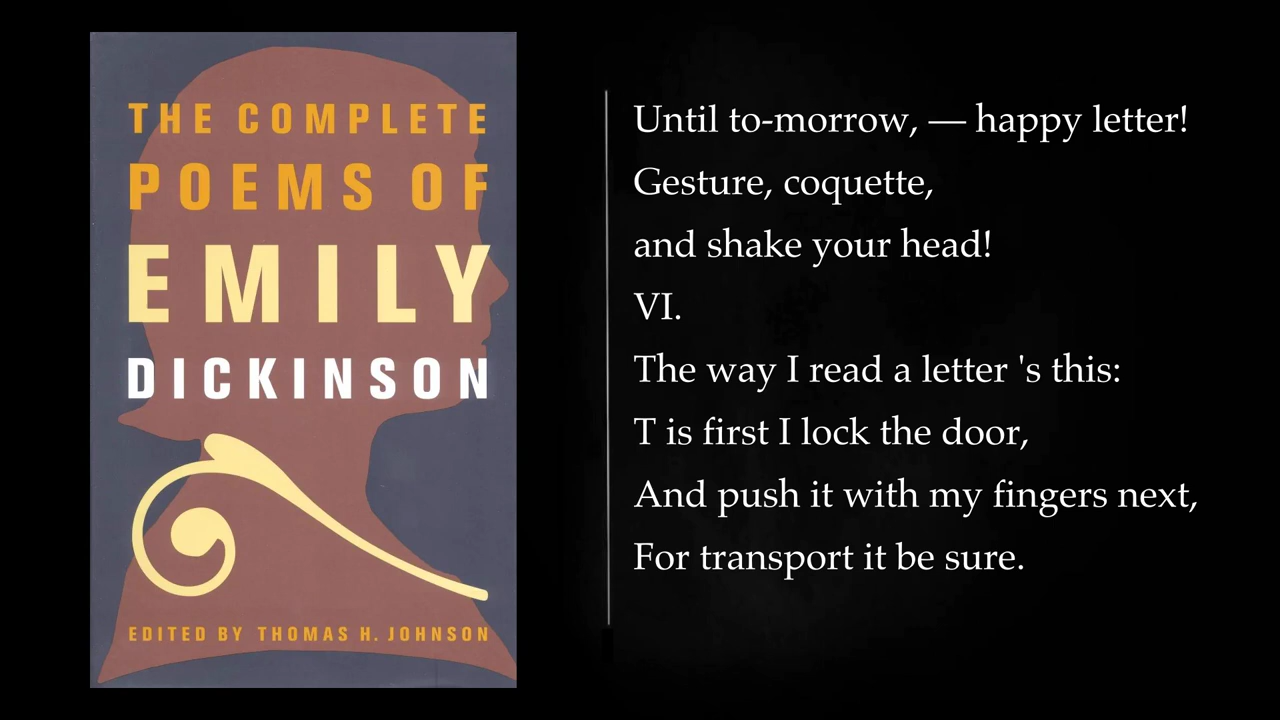 THE COMPLETE
POEMS OF
EMILY
DICKINSON
EDITED BY THOMAS H. JOHNSON
Until to-morrow, — happy letter!
Gesture, coquette,
and shake your head!
VI.
The way I read a letter 's this:
T is first I lock the door,
And push it with my fingers next,
For transport it be sure.